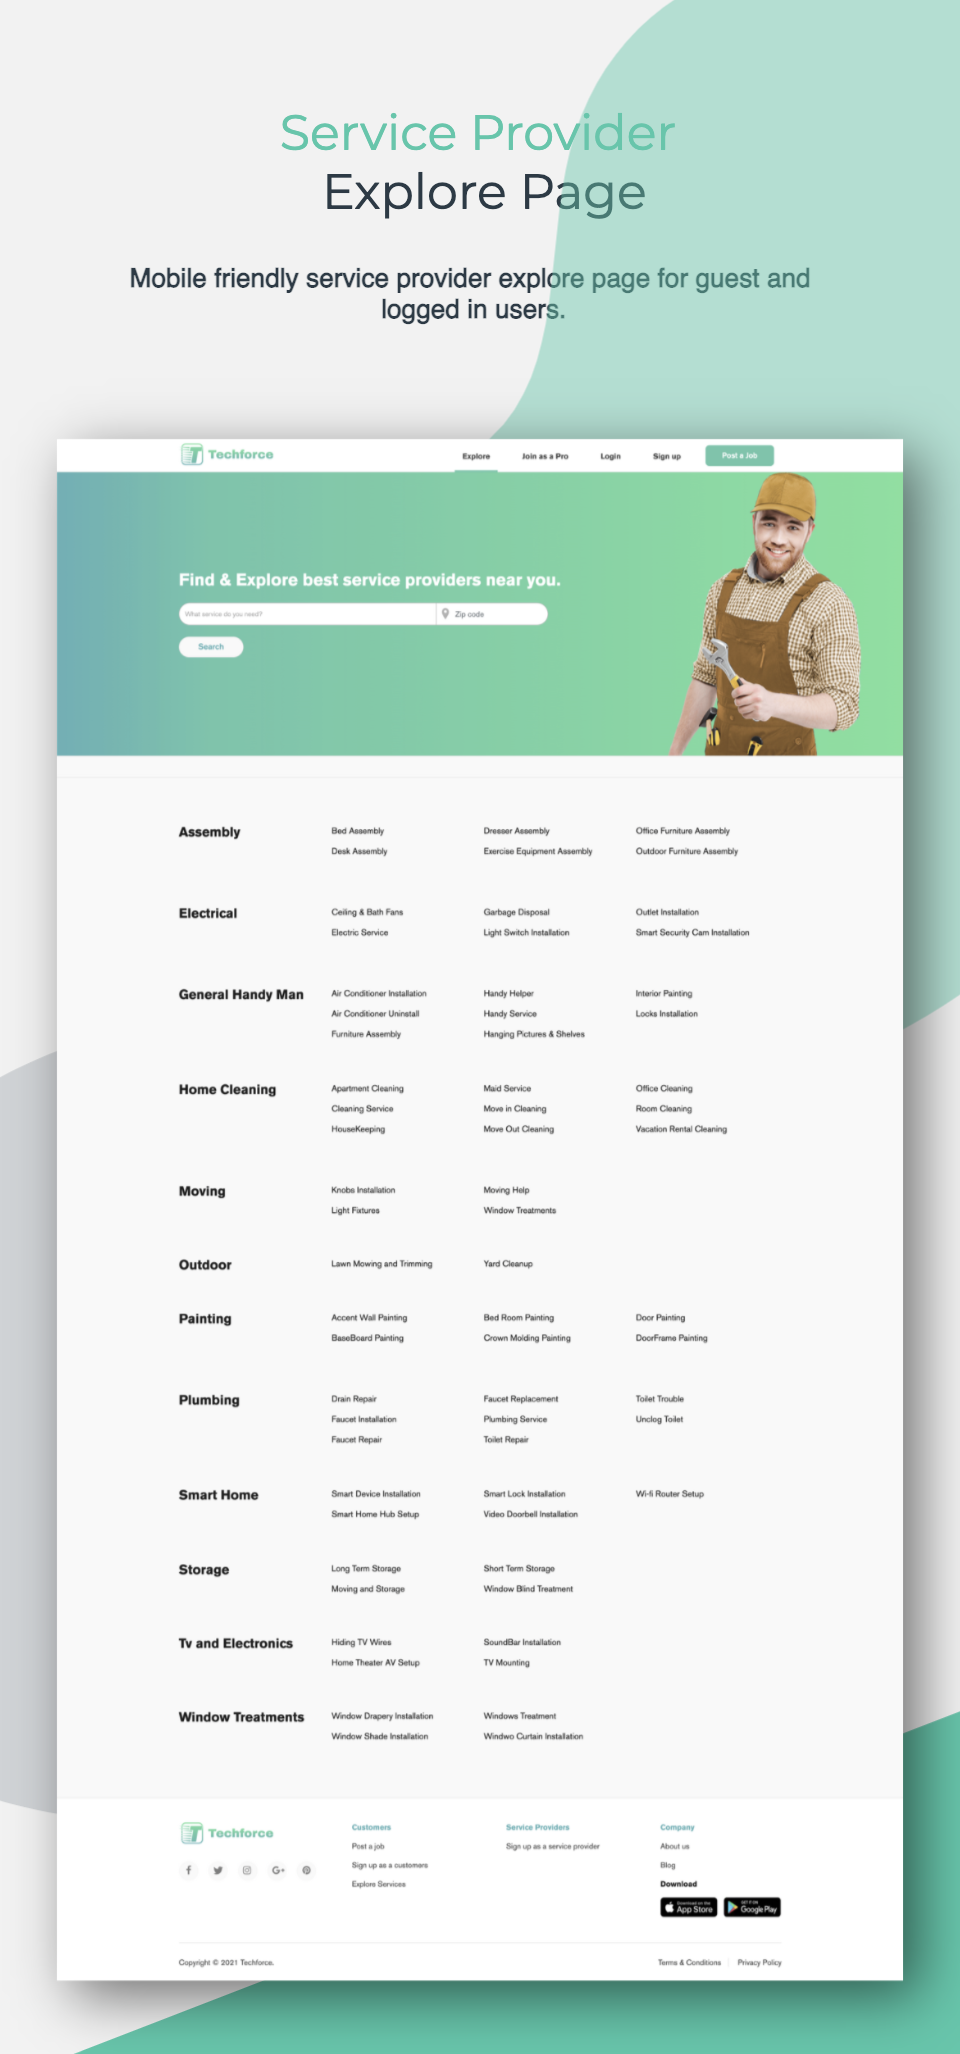 Service Provider
Explore Page
Mobile friendly service provider explore page for guest and
logged in users.
Techforce
Explore Join as a Pro Login Sign up Post a Job
Find & Explore best service providers near you.
What service do you need? Zip code
Search
Assembly Bed Assembly Dresser Assembly Office Furniture Assembly
Desk Assembly Exercise Equipment Assembly Outdoor Furniture Assembly
Electrical Ceiling & Bath Fans Garbage Disposal Outlet Installation
Electric Service Light Switch Installation Smart Security Cam Installation
General Handy Man Air Conditioner Installation Handy Helper Interior Painting
Air Conditioner Uninstall Handy Service Locks Installation
Furniture Assembly Hanging Pictures & Shelves
Home Cleaning Apartment Cleaning Maid Service Office Cleaning
Cleaning Service Move in Cleaning Room Cleaning
HouseKeeping Move Out Cleaning Vacation Rental Cleaning
Moving Knobs Installation Moving Help
Light Fixtures Window Treatments
Outdoor Lawn Mowing and Trimming Yard Cleanup
Painting Accent Wall Painting Bed Room Painting Door Painting
BaseBoard Painting Crown Molding Painting DoorFrame Painting
Plumbing Drain Repair Faucet Replacement Toilet Trouble
Faucet Installation Plumbing Service Unclog Toilet
Faucet Repair Toilet Repair
Smart Home Smart Device Installation Smart Lock Installation Wi-fi Router Setup
Smart Home Hub Setup Video Doorbell Installation
Storage Long Term Storage Short Term Storage
Moving and Storage Window Blind Treatment
Tv and Electronics Hiding TV Wires SoundBar Installation
Home Theater AV Setup TV Mounting
Window Treatments Window Drapery Installation Windows Treatment
Window Shade Installation Windwo Curtain Installation
Techforce Customers Service Providers Company
Post a job Sign up as a service provider About us
Sign up as a customers Blog
Explore Services Download
Download on the App Store GET IT ON Google Play
Copyright © 2021 Techforce. Terms & Conditions Privacy Policy